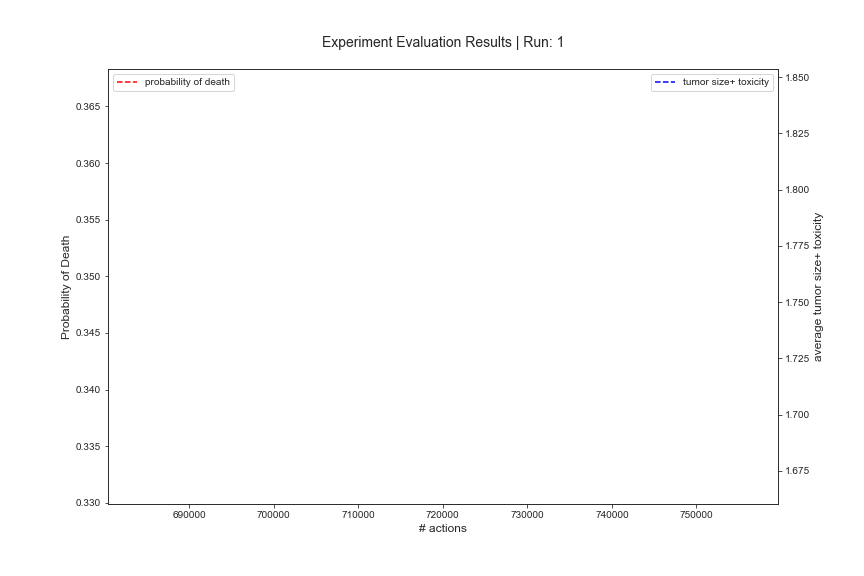 Experiment Evaluation Results | Run: 1
probability of death
tumor size+ toxicity
0.365
0.360
0.355
0.350
0.345
0.340
0.335
0.330
Probability of Death
1.850
1.825
1.800
1.775
1.750
1.725
1.700
1.675
average tumor size+ toxicity
690000 700000 710000 720000 730000 740000 750000
# actions